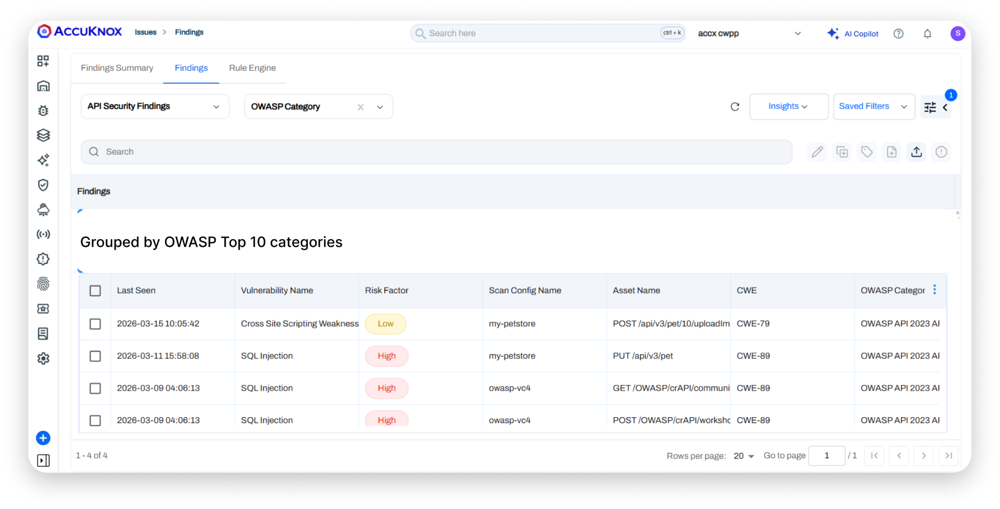 ACCUKNOX Issues > Findings Search here ctrl + k accx cwpp AI Copilot S
Findings Summary Findings Rule Engine
1
API Security Findings OWASP Category Insights Saved Filters
Search
Findings
Grouped by OWASP Top 10 categories
Last Seen Vulnerability Name Risk Factor Scan Config Name Asset Name CWE OWASP Categor
2026-03-15 10:05:42 Cross Site Scripting Weakness Low my-petstore POST /api/v3/pet/10/uploadIm CWE-79 OWASP API 2023 AF
2026-03-11 15:58:08 SQL Injection High my-petstore PUT /api/v3/pet CWE-89 OWASP API 2023 AF
2026-03-09 04:06:13 SQL Injection High owasp-vc4 GET /OWASP/crAPI/communi CWE-89 OWASP API 2023 AF
2026-03-09 04:06:13 SQL Injection High owasp-vc4 POST /OWASP/crAPI/worksho CWE-89 OWASP API 2023 AF
1 - 4 of 4 Rows per page: 20 Go to page 1 / 1